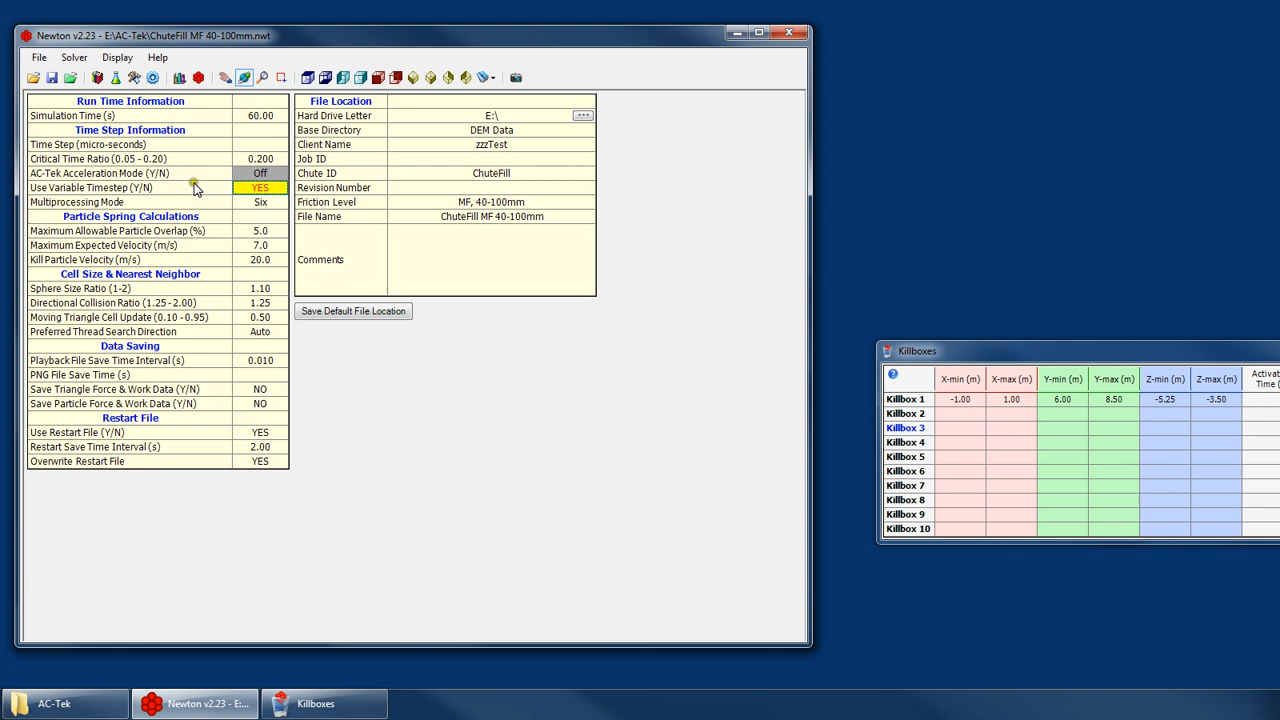 Newton v2.23 - E:\AC-Tek\ChuteFill MF 40-100mm.nwt
File Solver Display Help
Run Time Information
Simulation Time (s) 60.00
Time Step Information
Time Step (micro-seconds)
Critical Time Ratio (0.05 - 0.20) 0.200
AC-Tek Acceleration Mode (Y/N) Off
Use Variable Timestep (Y/N) YES
Multiprocessing Mode Six
Particle Spring Calculations
Maximum Allowable Particle Overlap (%) 5.0
Maximum Expected Velocity (m/s) 7.0
Kill Particle Velocity (m/s) 20.0
Cell Size & Nearest Neighbor
Sphere Size Ratio (1-2) 1.10
Directional Collision Ratio (1.25 - 2.00) 1.25
Moving Triangle Cell Update (0.10 - 0.95) 0.50
Preferred Thread Search Direction Auto
Data Saving
Playback File Save Time Interval (s) 0.010
PNG File Save Time (s)
Save Triangle Force & Work Data (Y/N) NO
Save Particle Force & Work Data (Y/N) NO
Restart File
Use Restart File (Y/N) YES
Restart Save Time Interval (s) 2.00
Overwrite Restart File YES
File Location
Hard Drive Letter E:\ ...
Base Directory DEM Data
Client Name zzzTest
Job ID
Chute ID ChuteFill
Revision Number
Friction Level MF, 40-100mm
File Name ChuteFill MF 40-100mm
Comments
Save Default File Location
Killboxes
X-min (m) X-max (m) Y-min (m) Y-max (m) Z-min (m) Z-max (m) Activat
Time (
Killbox 1 -1.00 1.00 6.00 8.50 -5.25 -3.50
Killbox 2
Killbox 3
Killbox 4
Killbox 5
Killbox 6
Killbox 7
Killbox 8
Killbox 9
Killbox 10
AC-Tek Newton v2.23 - E:... Killboxes